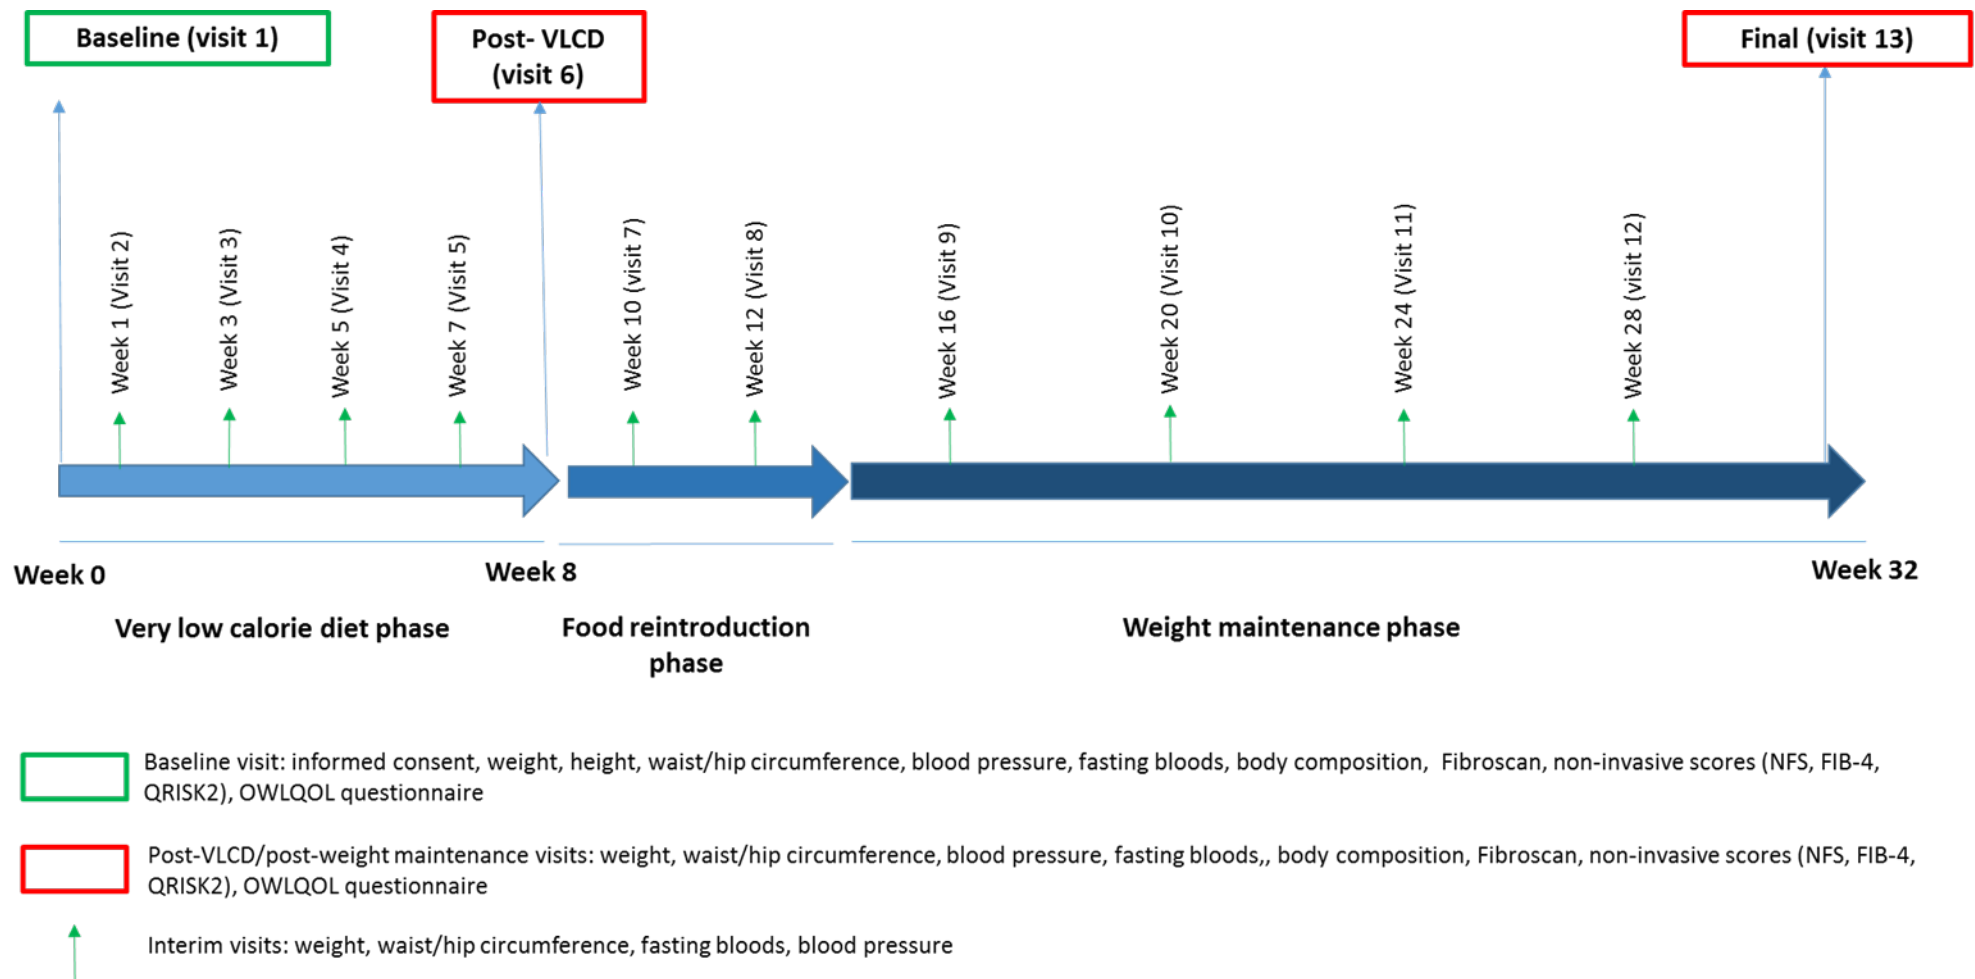 Baseline (visit 1)
Post- VLCD
(visit 6)
Final (visit 13)
Week 1 (Visit 2)
Week 3 (Visit 3)
Week 5 (Visit 4)
Week 7 (Visit 5)
Week 10 (visit 7)
Week 12 (Visit 8)
Week 16 (Visit 9)
Week 20 (Visit 10)
Week 24 (Visit 11)
Week 28 (visit 12)
Week 0
Week 8
Week 32
Very low calorie diet phase
Food reintroduction
phase
Weight maintenance phase
Baseline visit: informed consent, weight, height, waist/hip circumference, blood pressure, fasting bloods, body composition,  Fibroscan, non-invasive scores (NFS, FIB-4,
QRISK2), OWLQOL questionnaire
Post-VLCD/post-weight maintenance visits: weight, waist/hip circumference, blood pressure, fasting bloods,, body composition, Fibroscan, non-invasive scores (NFS, FIB-4,
QRISK2), OWLQOL questionnaire
Interim visits: weight, waist/hip circumference, fasting bloods, blood pressure